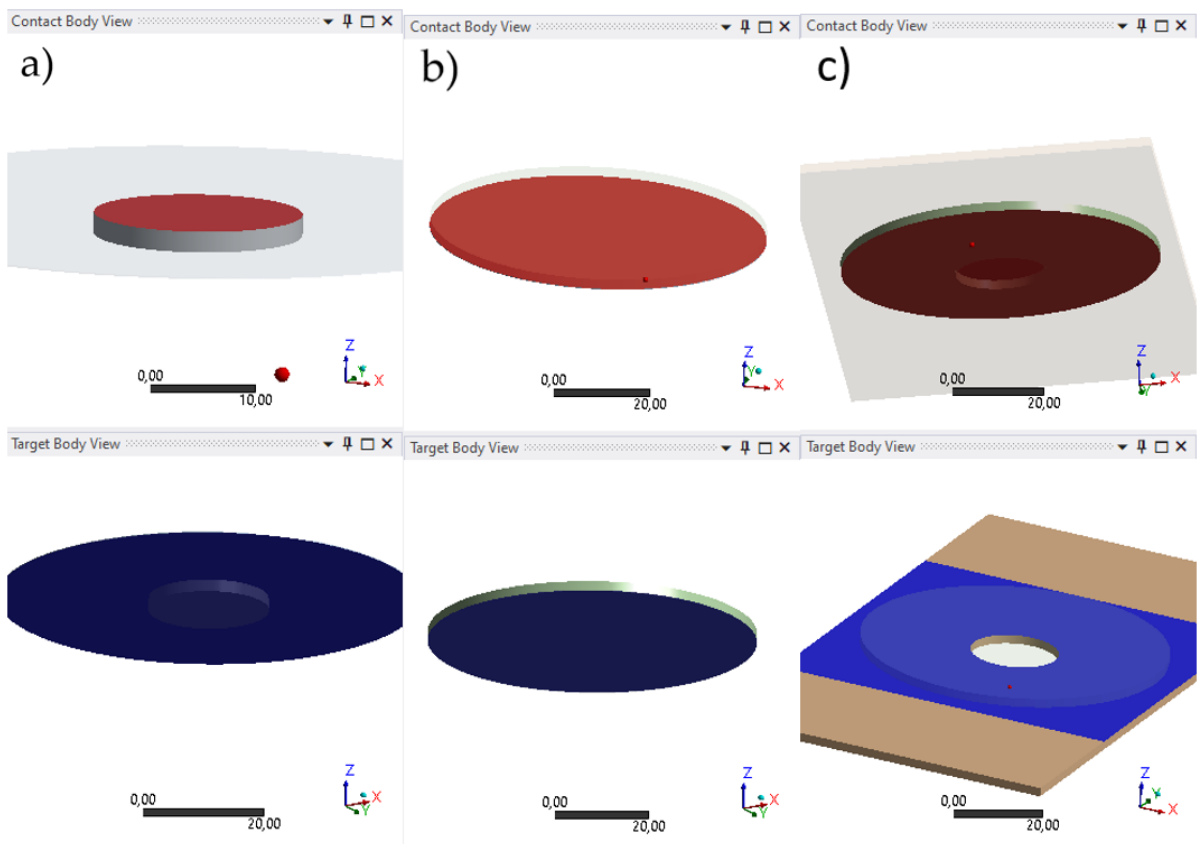 Contact Body View
a)
Z
Y
X
0,00
10,00
Contact Body View
b)
Z
Y
X
0,00
20,00
Contact Body View
c)
Z
Y
X
0,00
20,00
Target Body View
Z
X
Y
0,00
20,00
Target Body View
Z
X
Y
0,00
20,00
Target Body View
Z
Y
X
0,00
20,00